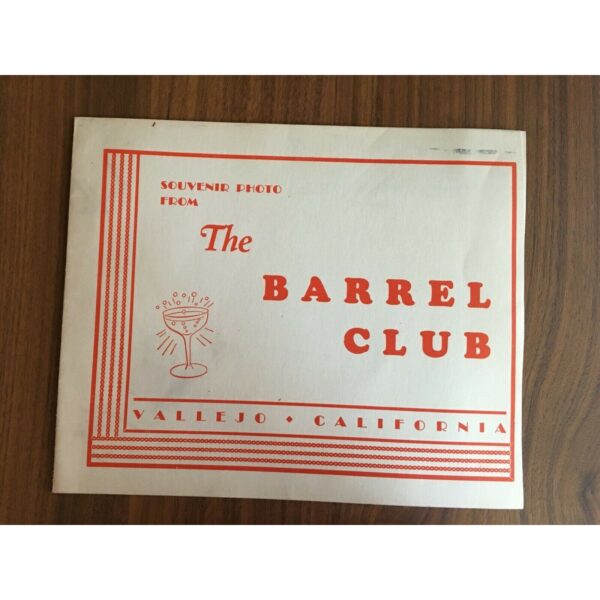 SOUVENIR PHOTO
FROM
The
BARREL
CLUB
VALLEJO • CALIFORNIA